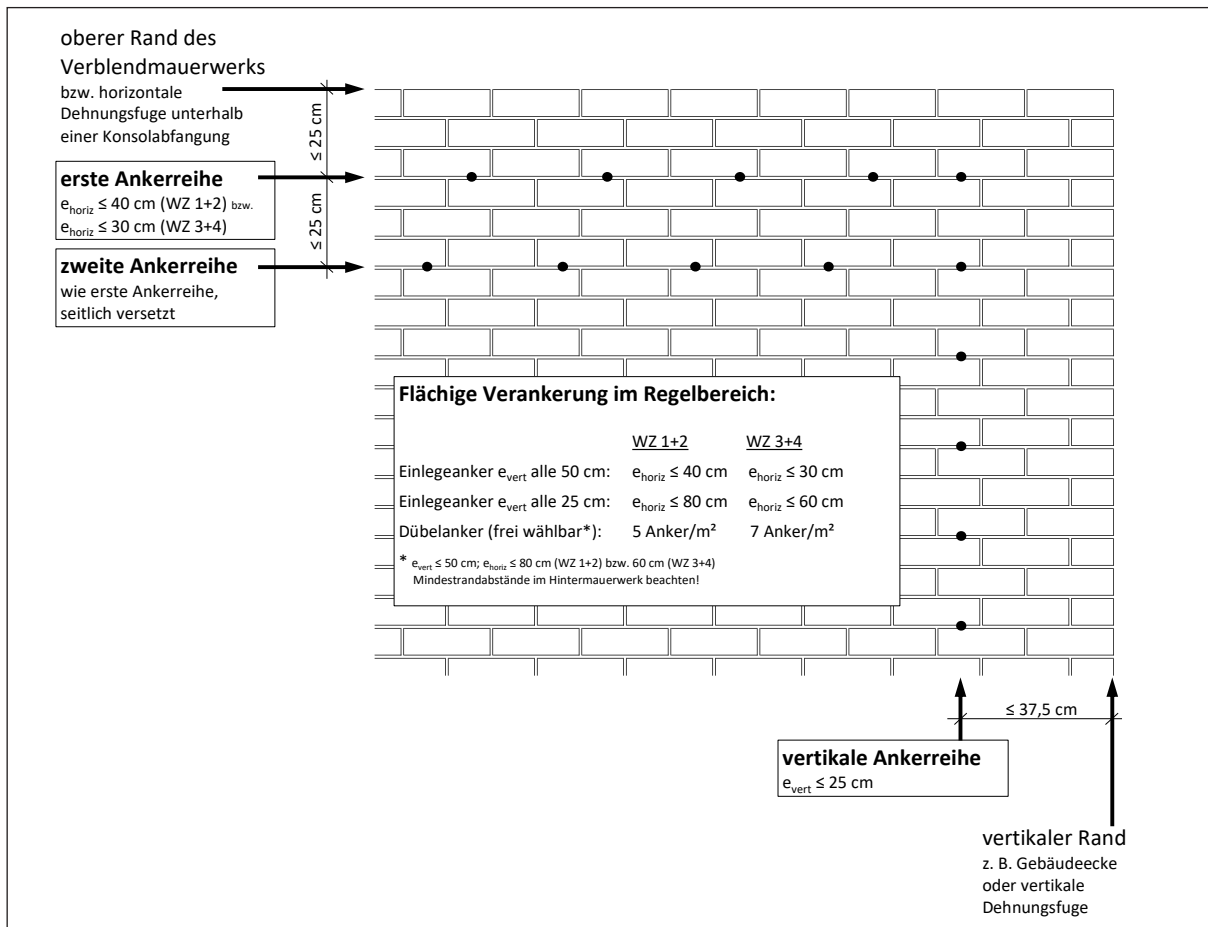 oberer Rand des
Verblendmauerwerks
bzw. horizontale
Dehnungsfuge unterhalb
einer Konsolabfangung
≤ 25 cm
erste Ankerreihe
e_horiz ≤ 40 cm (WZ 1+2) bzw.
e_horiz ≤ 30 cm (WZ 3+4)
≤ 25 cm
zweite Ankerreihe
wie erste Ankerreihe,
seitlich versetzt
Flächige Verankerung im Regelbereich:
WZ 1+2 WZ 3+4
Einlegeanker e_vert alle 50 cm: e_horiz ≤ 40 cm e_horiz ≤ 30 cm
Einlegeanker e_vert alle 25 cm: e_horiz ≤ 80 cm e_horiz ≤ 60 cm
Dübelanker (frei wählbar*): 5 Anker/m² 7 Anker/m²
* e_vert ≤ 50 cm; e_horiz ≤ 80 cm (WZ 1+2) bzw. 60 cm (WZ 3+4)
Mindestrandabstände im Hintermauerwerk beachten!
≤ 37,5 cm
vertikale Ankerreihe
e_vert ≤ 25 cm
vertikaler Rand
z. B. Gebäudeecke
oder vertikale
Dehnungsfuge